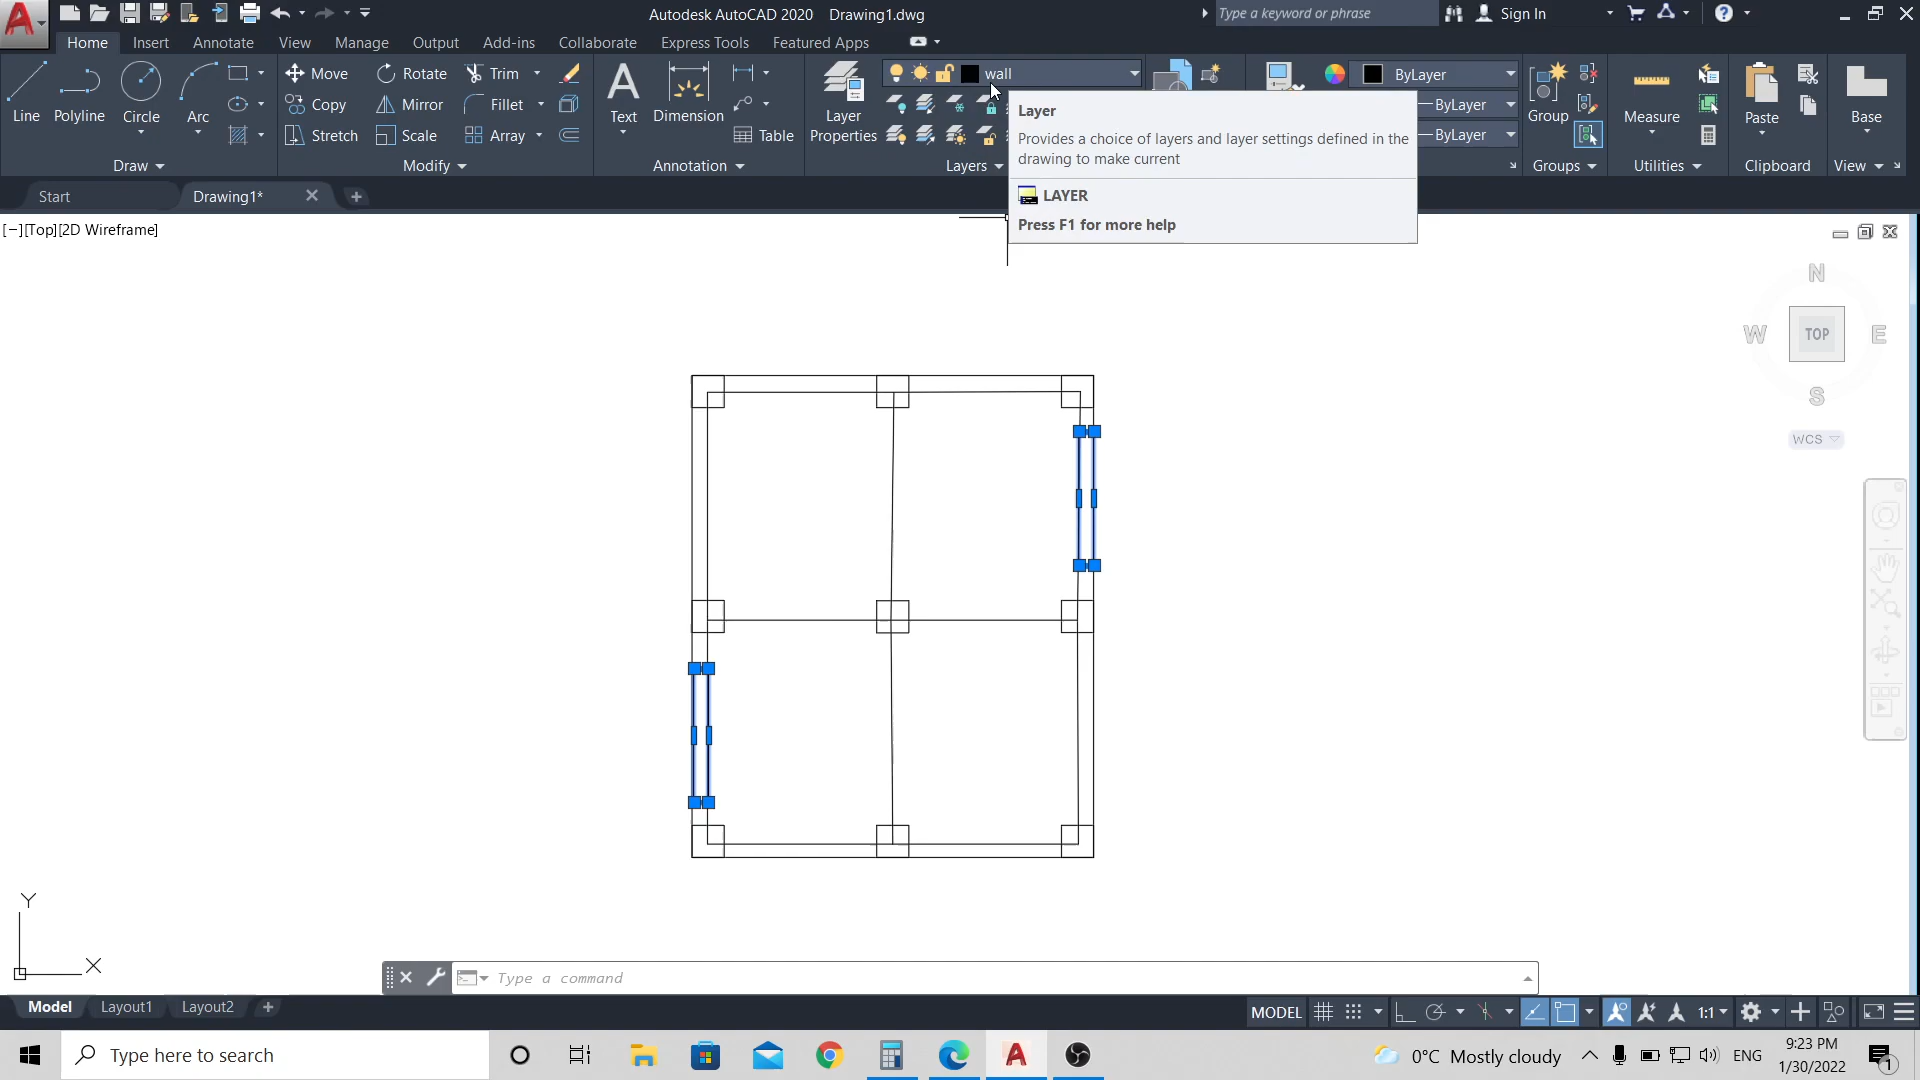 Autodesk AutoCAD 2020 Drawing1.dwg
Type a keyword or phrase
Sign In
Home Insert Annotate View Manage Output Add-ins Collaborate Express Tools Featured Apps
Line Polyline Circle Arc
Move Rotate Trim
Copy Mirror Fillet
Stretch Scale Array
Text Dimension
Table
Layer
Properties
wall
ByLayer
ByLayer
ByLayer
Group
Measure
Paste
Base
Draw Modify Annotation Layers Groups Utilities Clipboard View
Layer
Provides a choice of layers and layer settings defined in the
drawing to make current
LAYER
Press F1 for more help
Start Drawing1*
[−][Top][2D Wireframe]
N
W TOP E
S
WCS
Y
X
Type a command
Model Layout1 Layout2
MODEL 1:1
Type here to search
0°C Mostly cloudy
ENG
9:23 PM
1/30/2022
1